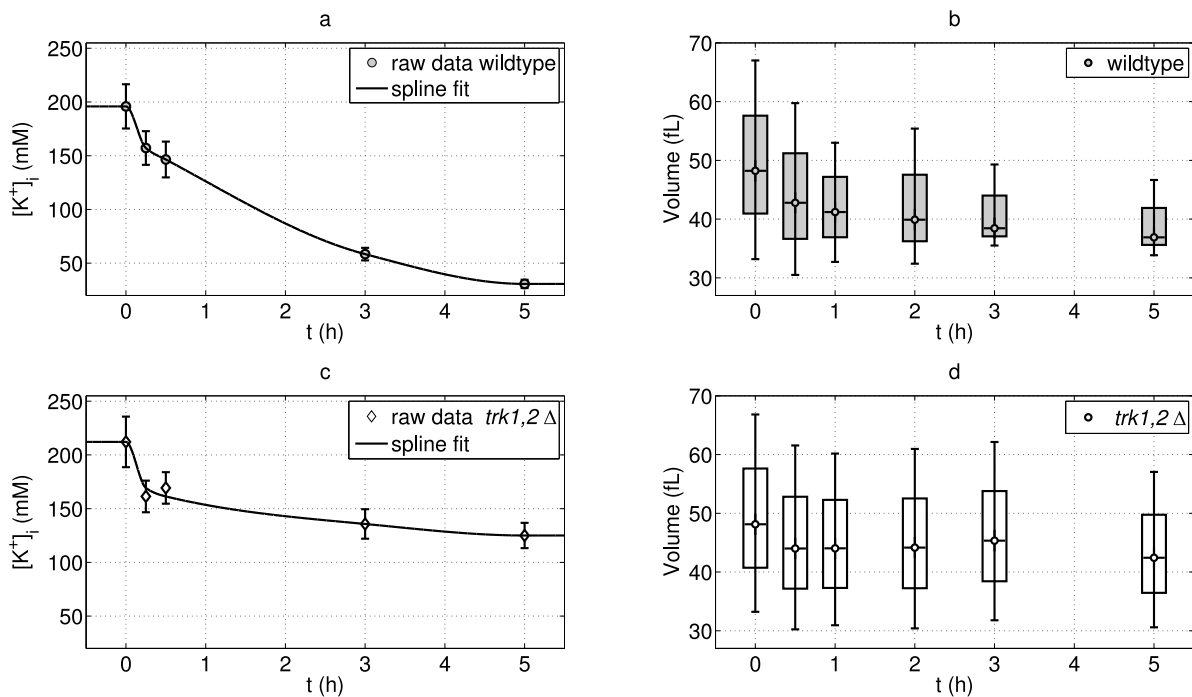 a
250
200
150
100
50
[K+]i (mM)
raw data wildtype
spline fit
0 1 2 3 4 5
t (h)
b
70
60
50
40
30
Volume (fL)
wildtype
0 1 2 3 4 5
t (h)
c
250
200
150
100
50
[K+]i (mM)
raw data trk1,2 Δ
spline fit
0 1 2 3 4 5
t (h)
d
70
60
50
40
30
Volume (fL)
trk1,2 Δ
0 1 2 3 4 5
t (h)